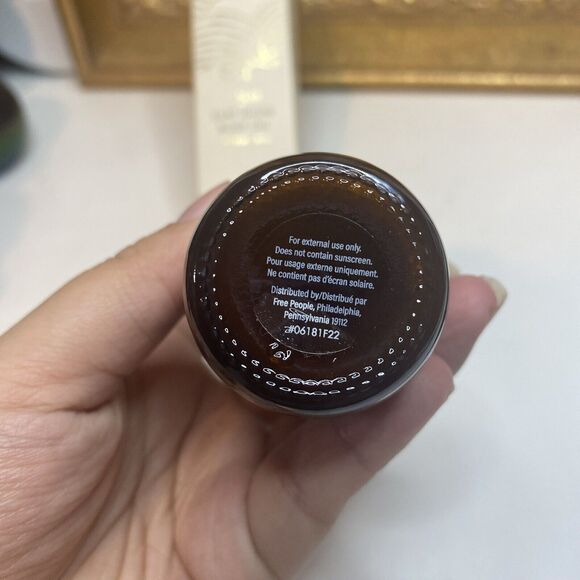 For external use only.
Does not contain sunscreen.
Pour usage externe uniquement.
Ne contient pas d'écran solaire.
Distributed by/Distribué par
Free People, Philadelphia,
Pennsylvania 19112
#06181F22